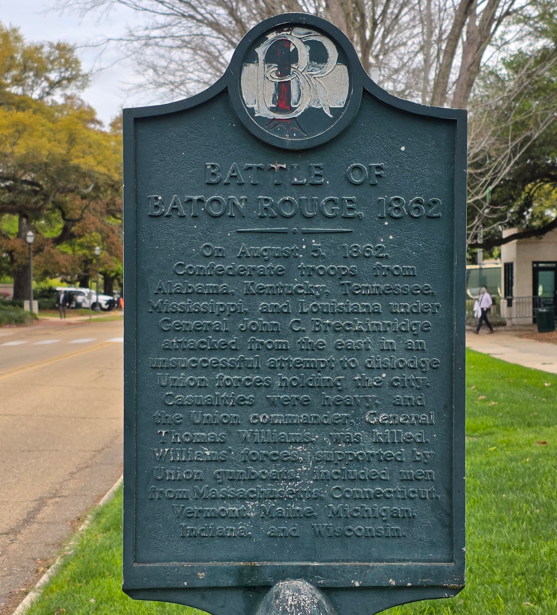 BR
BATTLE OF
BATON ROUGE, 1862
On August 5, 1862,
Confederate troops from
Alabama, Kentucky, Tennessee,
Mississippi, and Louisiana under
General John C. Breckinridge
attacked from the east in an
unsuccessful attempt to dislodge
Union forces holding the city.
Casualties were heavy, and
the Union commander, General
Thomas Williams, was killed.
Williams' forces, supported by
Union gunboats, included men
from Massachusetts, Connecticut,
Vermont, Maine, Michigan,
Indiana, and Wisconsin.